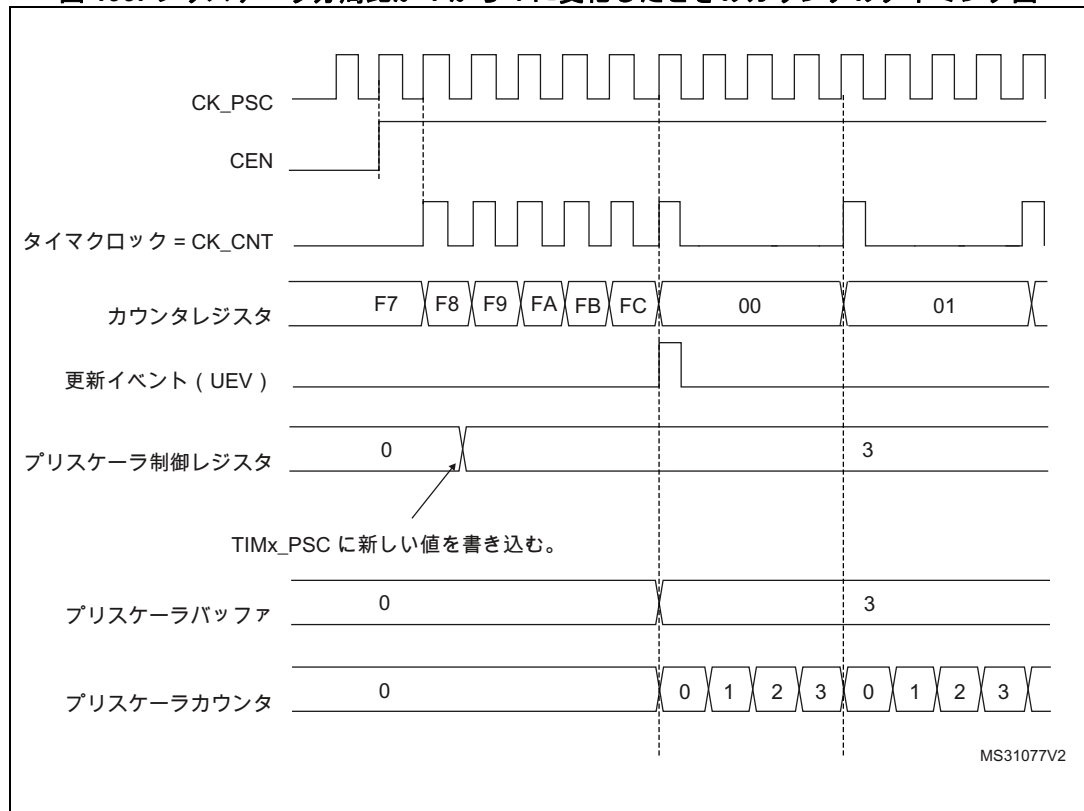 CK_PSC
CEN
タイマクロック = CK_CNT
カウンタレジスタ
F7 F8 F9 FA FB FC 00 01
更新イベント ( UEV )
プリスケーラ制御レジスタ
0 3
TIMx_PSC に新しい値を書き込む。
プリスケーラバッファ
0 3
プリスケーラカウンタ
0 0 1 2 3 0 1 2 3
MS31077V2